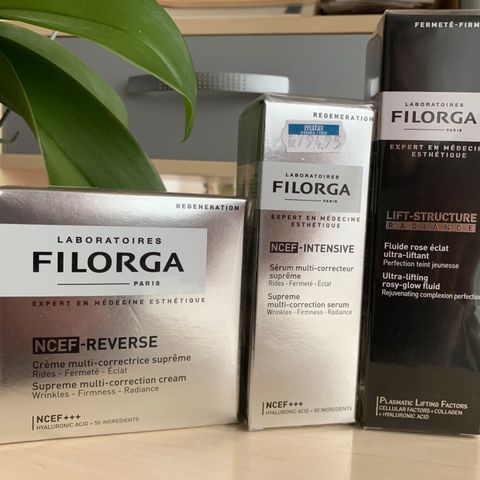 REGENERATION
LABORATOIRES
FILORGA
PARIS
EXPERT EN MÉDECINE ESTHÉTIQUE
NCEF-REVERSE
Crème multi-correctrice suprême
Rides - Fermeté - Éclat
Supreme multi-correction cream
Wrinkles - Firmness - Radiance
NCEF+++
HYALURONIC ACID + 50 INGREDIENTS
REGENERATION
matas
LABORATOIRES
FILORGA
PARIS
EXPERT EN MÉDECINE
ESTHÉTIQUE
NCEF-INTENSIVE
Sérum multi-correcteur
suprême
Rides - Fermeté - Éclat
Supreme
multi-correction serum
Wrinkles - Firmness - Radiance
NCEF+++
HYALURONIC ACID + 50 INGREDIENTS
FERMETÉ-FIRM
LABORATOIRES
FILORGA
PARIS
EXPERT EN MÉDECINE
ESTHÉTIQUE
LIFT-STRUCTURE
RADIANCE
Fluide rose éclat
ultra-liftant
Perfection teint jeunesse
Ultra-lifting
rosy-glow fluid
Rejuvenating complexion perfection
PLASMATIC LIFTING FACTORS
CELLULAR FACTORS + COLLAGEN
+ HYALURONIC ACID